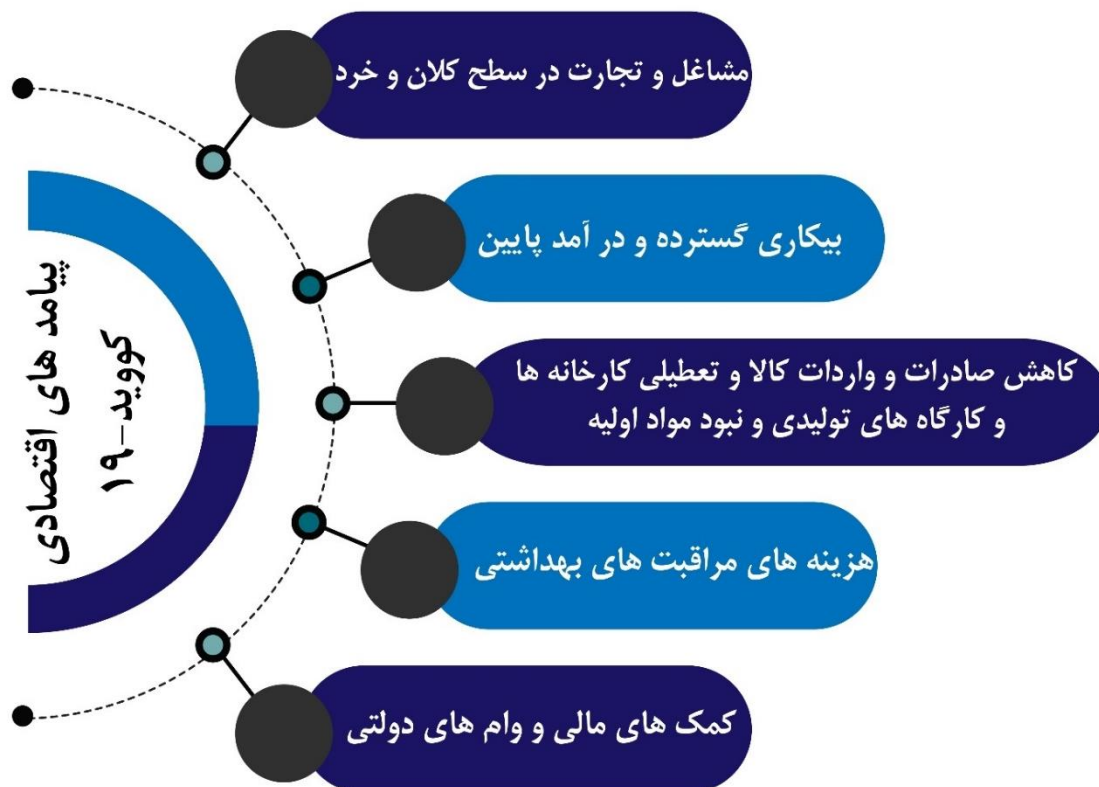 پیامد های اقتصادی
کووید-۱۹
مشاغل و تجارت در سطح کلان و خرد
بیکاری گسترده و در آمد پایین
کاهش صادرات و واردات کالا و تعطیلی کارخانه ها
و کارگاه های تولیدی و نبود مواد اولیه
هزینه های مراقبت های بهداشتی
کمک های مالی و وام های دولتی